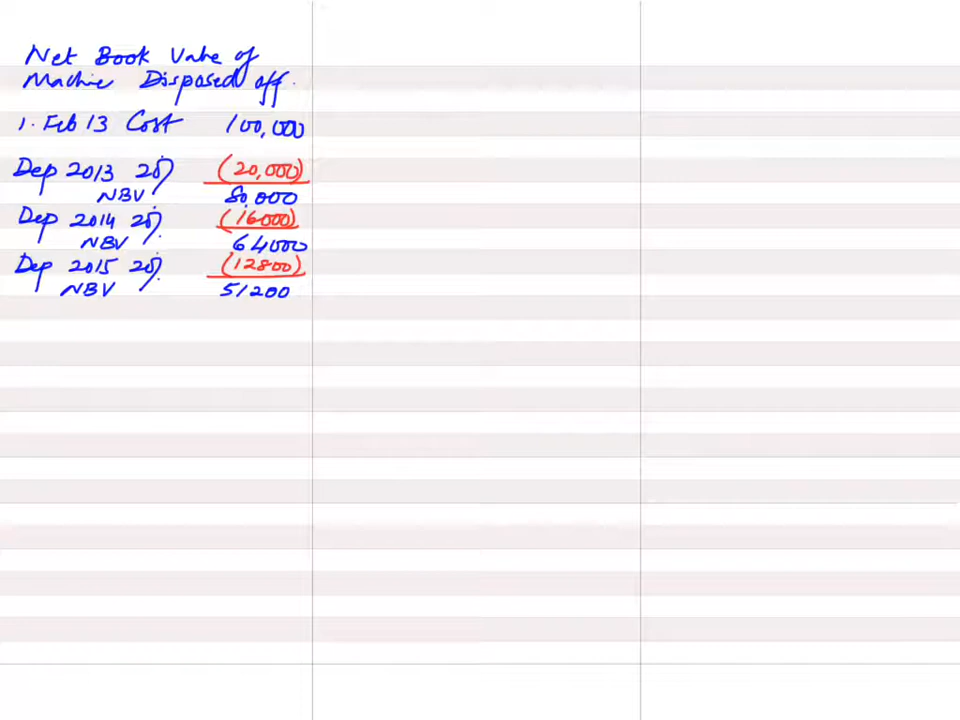 Net Book Value of
Machine Disposed off.
1. Feb 13 Cost 100,000
Dep 2013 20% (20,000)
NBV 80,000
Dep 2014 20% (16000)
NBV 64000
Dep 2015 20% (12800)
NBV 51200